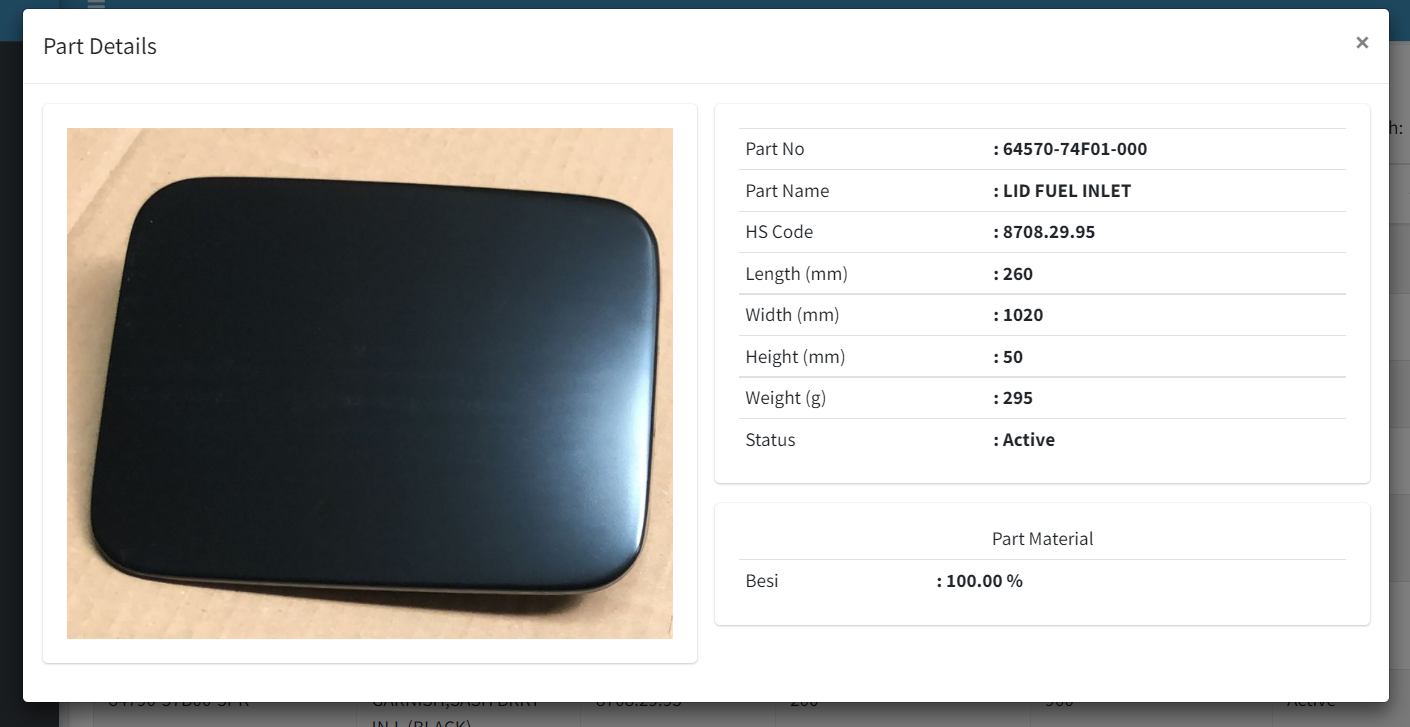 Part Details ×
Part No : 64570-74F01-000
Part Name : LID FUEL INLET
HS Code : 8708.29.95
Length (mm) : 260
Width (mm) : 1020
Height (mm) : 50
Weight (g) : 295
Status : Active
Part Material
Besi : 100.00 %